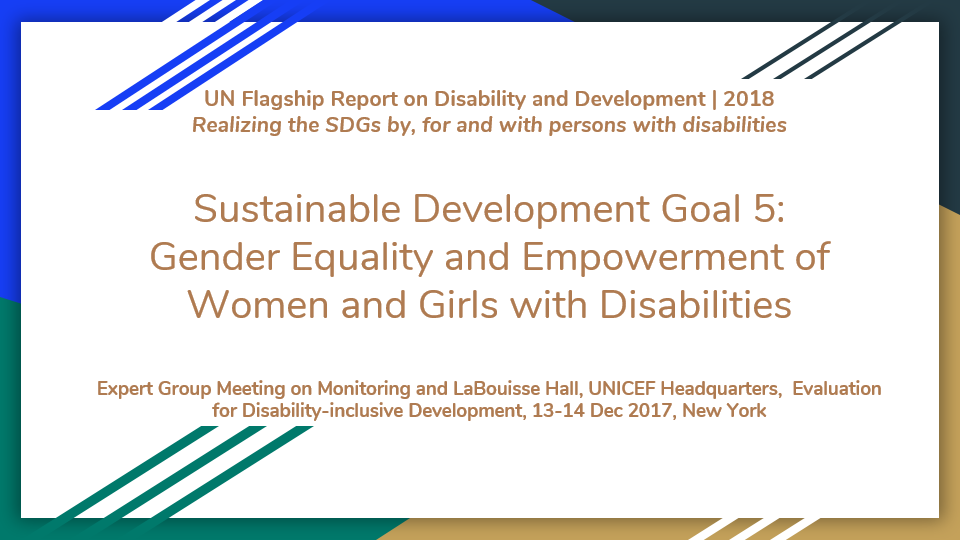 UN Flagship Report on Disability and Development | 2018
Realizing the SDGs by, for and with persons with disabilities
Sustainable Development Goal 5:
Gender Equality and Empowerment of
Women and Girls with Disabilities
Expert Group Meeting on Monitoring and LaBouisse Hall, UNICEF Headquarters,  Evaluation
for Disability-inclusive Development, 13-14 Dec 2017, New York